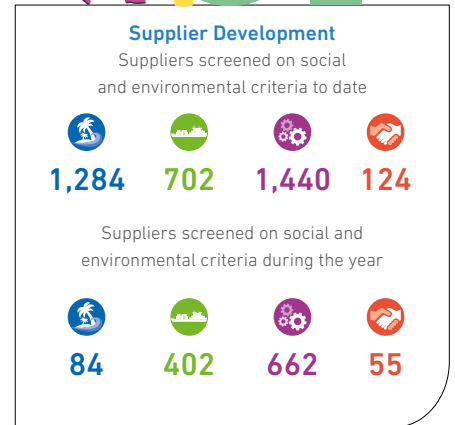 Supplier Development
Suppliers screened on social
and environmental criteria to date
1,284 702 1,440 124
Suppliers screened on social and
environmental criteria during the year
84 402 662 55